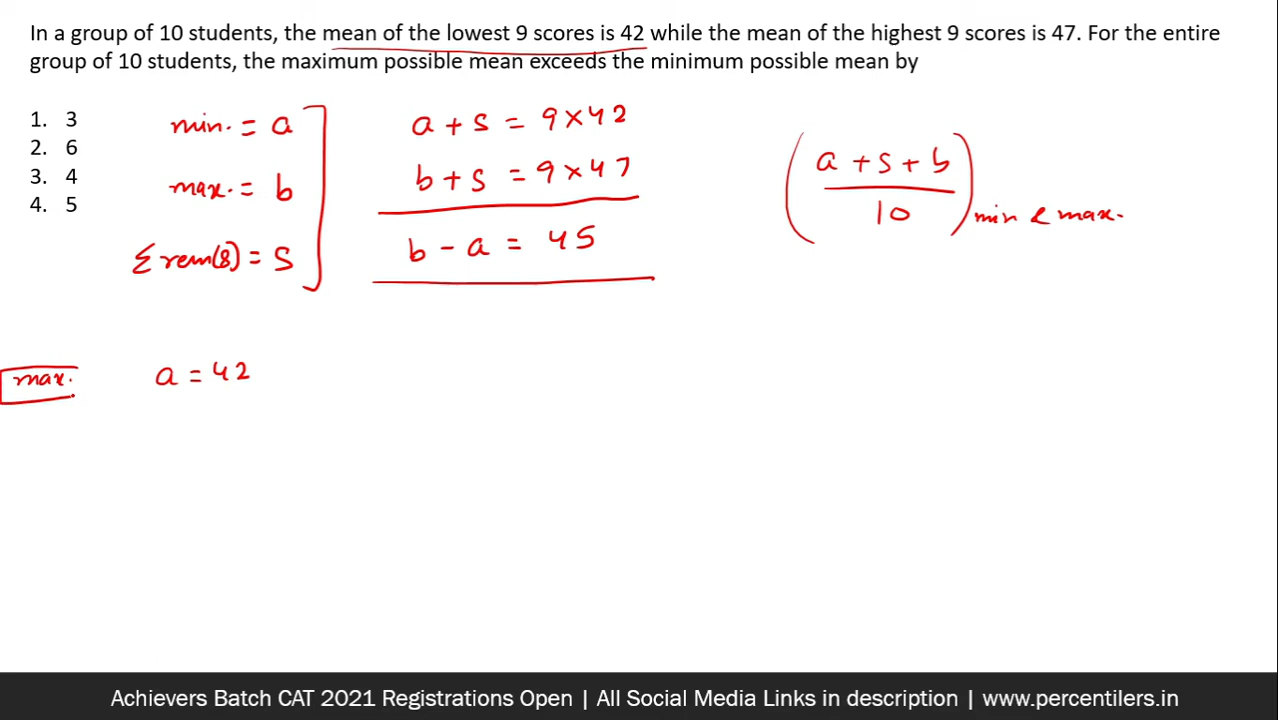 In a group of 10 students, the mean of the lowest 9 scores is 42 while the mean of the highest 9 scores is 47. For the entire
group of 10 students, the maximum possible mean exceeds the minimum possible mean by
1. 3
2. 6
3. 4
4. 5
min. = a
max. = b
Σ rem(8) = S
a + S = 9 × 42
b + S = 9 × 47
b - a = 45
(a + S + b / 10) min & max.
max. a = 42
Achievers Batch CAT 2021 Registrations Open | All Social Media Links in description | www.percentilers.in